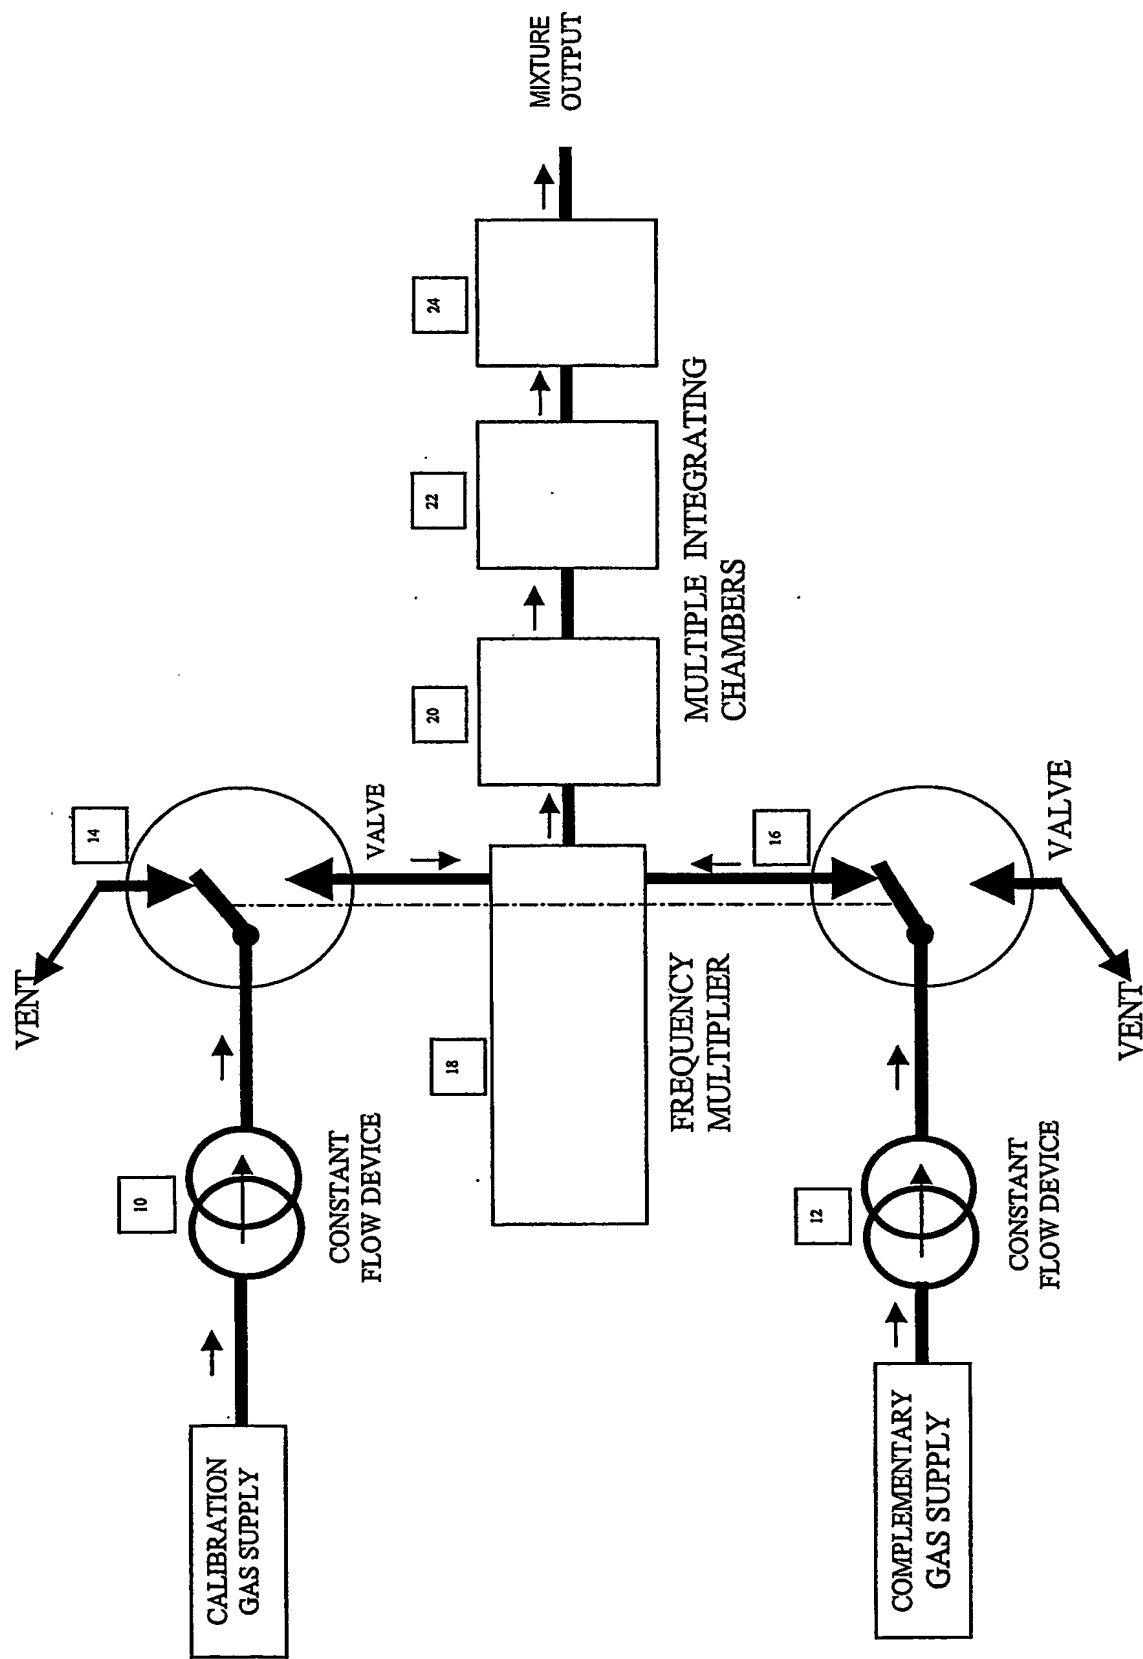 CALIBRATION
GAS SUPPLY
10
CONSTANT
FLOW DEVICE
VENT
14
VALVE
18
FREQUENCY
MULTIPLIER
20
22
24
MULTIPLE INTEGRATING
CHAMBERS
MIXTURE
OUTPUT
COMPLEMENTARY
GAS SUPPLY
12
CONSTANT
FLOW DEVICE
16
VALVE
VENT